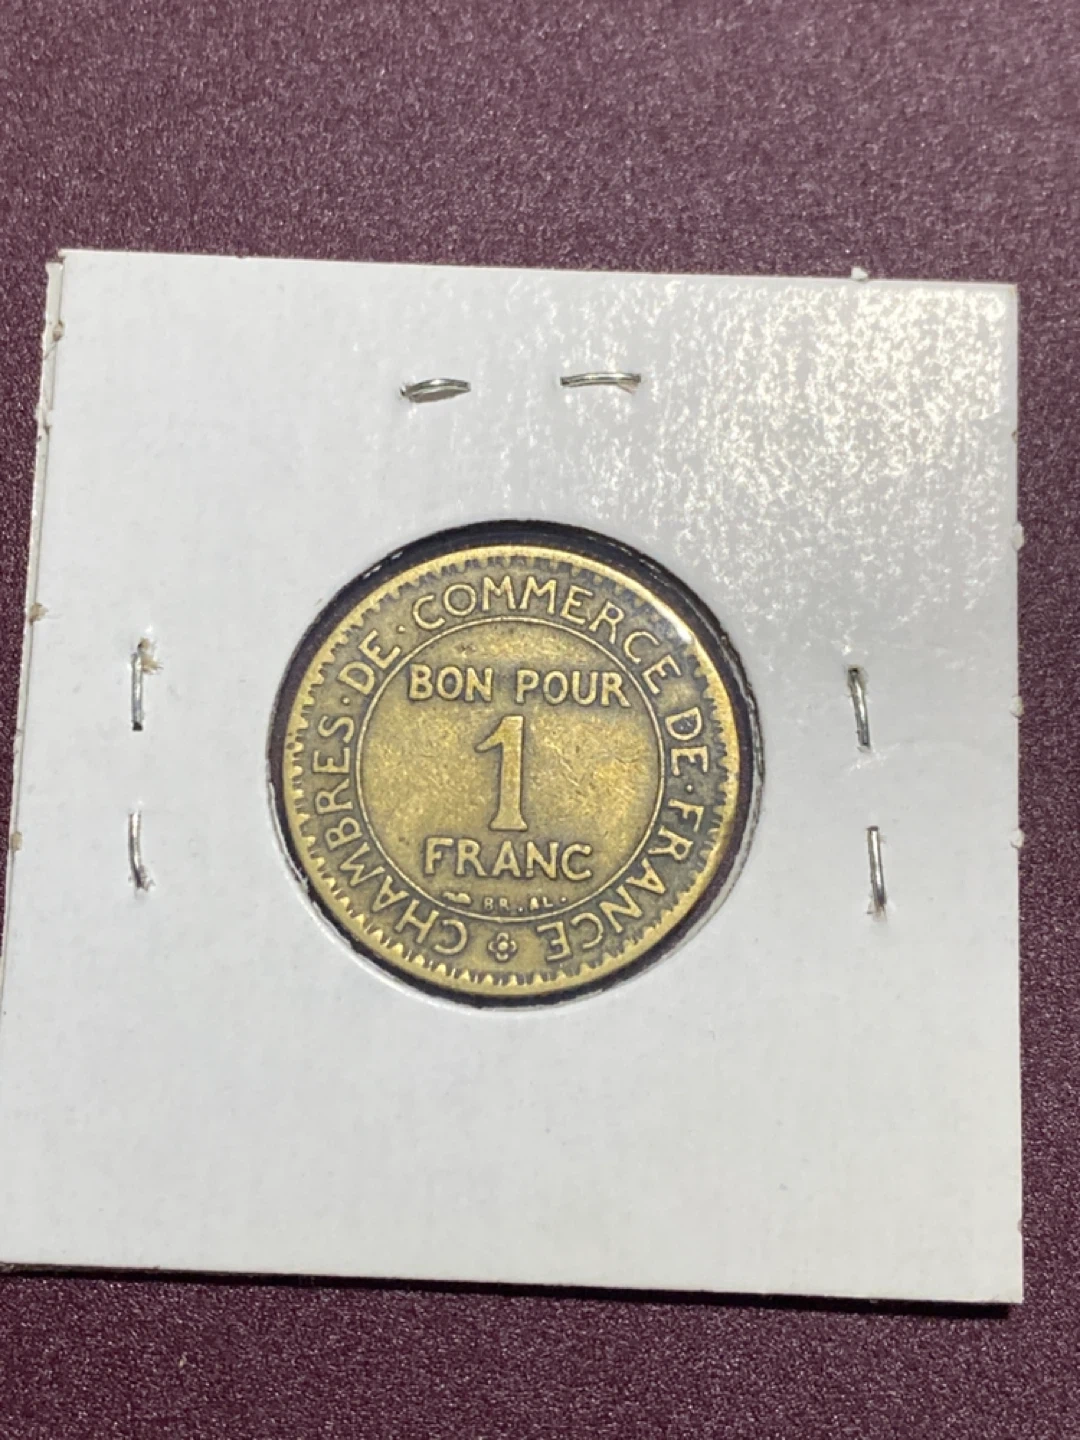 CHAMBRES · DE · COMMERCE DE · FRANCE
BON POUR
1
FRANC
BR. AL.